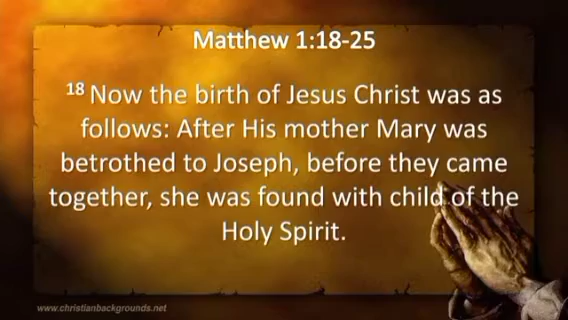 Matthew 1:18-25
18 Now the birth of Jesus Christ was as
follows: After His mother Mary was
betrothed to Joseph, before they came
together, she was found with child of the
Holy Spirit.
www.christianbackgrounds.net